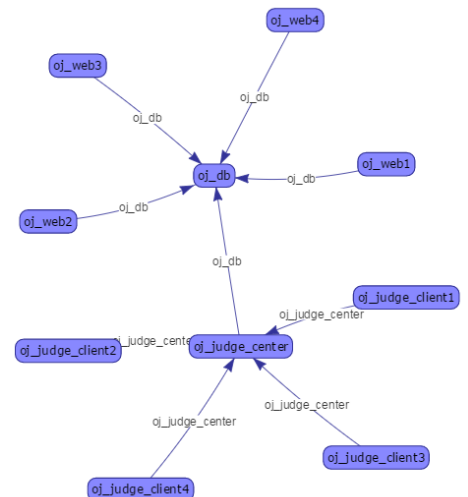 oj_web4
oj_web3
oj_db
oj_db
oj_web1
oj_db
oj_db
oj_db
oj_web2
oj_db
oj_judge_client1
oj_judge_center
oj_judge_client2
oj_judge_center
oj_judge_center
oj_judge_center
oj_judge_center
oj_judge_client3
oj_judge_client4